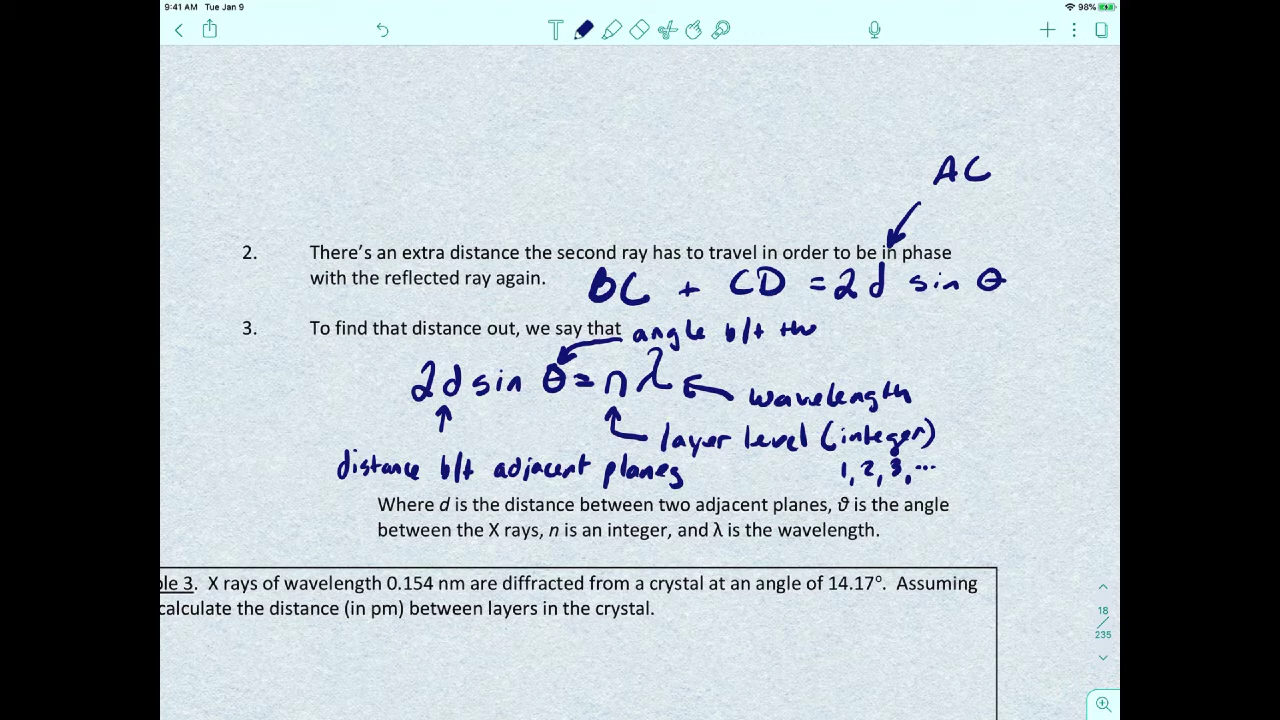 9:41 AM Tue Jan 9
98%
T
AC
2. There's an extra distance the second ray has to travel in order to be in phase
with the reflected ray again. BC + CD = 2d sin θ
3. To find that distance out, we say that angle b/t the
2d sin θ = nλ
wavelength
layer level (integer)
distance b/t adjacent planes 1, 2, 3, ...
Where d is the distance between two adjacent planes, ϑ is the angle
between the X rays, n is an integer, and λ is the wavelength.
ple 3. X rays of wavelength 0.154 nm are diffracted from a crystal at an angle of 14.17°. Assuming
calculate the distance (in pm) between layers in the crystal.
18
/
235